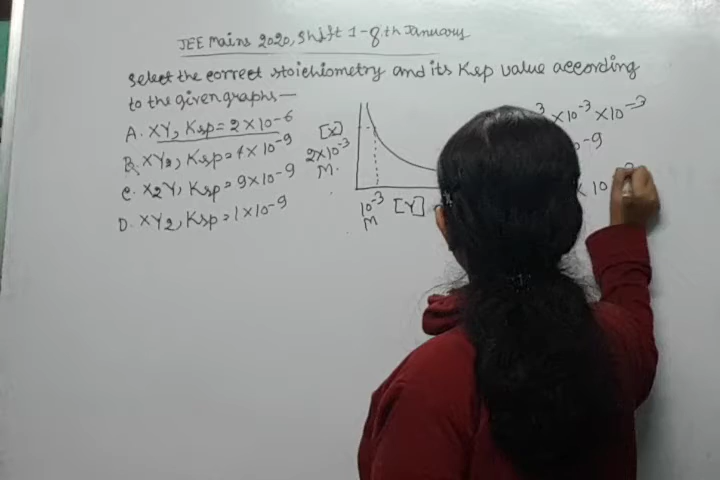 JEE Mains 2020, Shift 1 - 8th January
Select the correct stoichiometry and its Ksp value according
to the given graphs—
A. XY, Ksp = 2×10⁻⁶
B. XY₂, Ksp = 4×10⁻⁹
C. X₂Y, Ksp = 9×10⁻⁹
D. XY₂, Ksp = 1×10⁻⁹
[X]
2×10⁻³
M.
10⁻³
M
[Y]
⁻³×10⁻³×10⁻³
⁻⁹
× 10